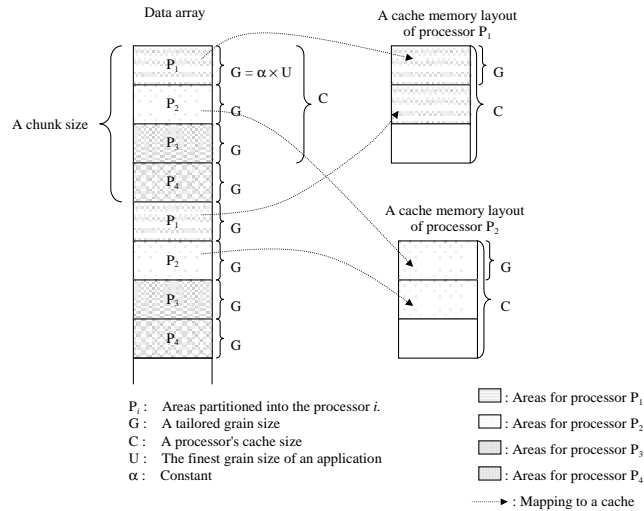 Data array
A cache memory layout
of processor P₁
P₁
G = α × U
C
G
C
P₂
G
A chunk size
P₃
G
P₄
G
P₁
G
A cache memory layout
of processor P₂
P₂
G
G
C
P₃
G
P₄
G
Pᵢ : Areas partitioned into the processor i.
G : A tailored grain size
C : A processor's cache size
U : The finest grain size of an application
α : Constant
: Areas for processor P₁
: Areas for processor P₂
: Areas for processor P₃
: Areas for processor P₄
: Mapping to a cache